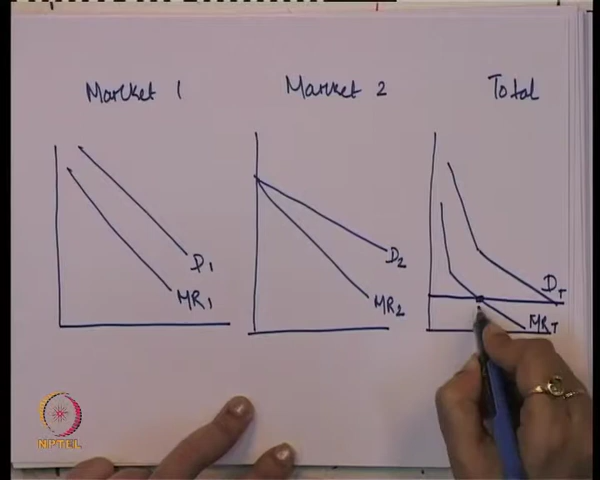 Market 1
Market 2
Total
D1
MR1
D2
MR2
DT
MRT
NPTEL